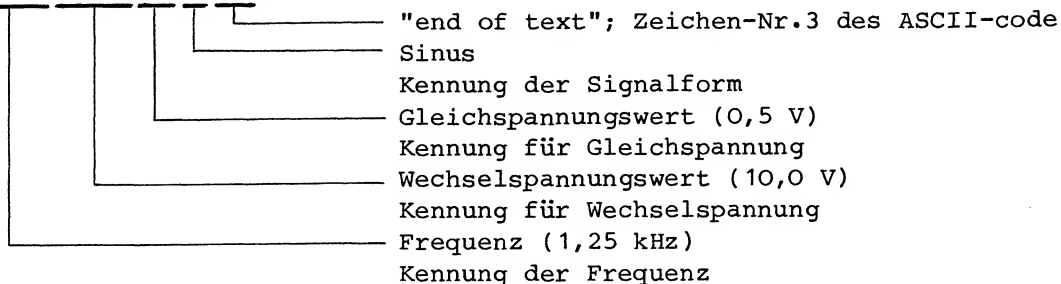 "end of text"; Zeichen-Nr.3 des ASCII-code
Sinus
Kennung der Signalform
Gleichspannungswert (0,5 V)
Kennung für Gleichspannung
Wechselspannungswert (10,0 V)
Kennung für Wechselspannung
Frequenz (1,25 kHz)
Kennung der Frequenz